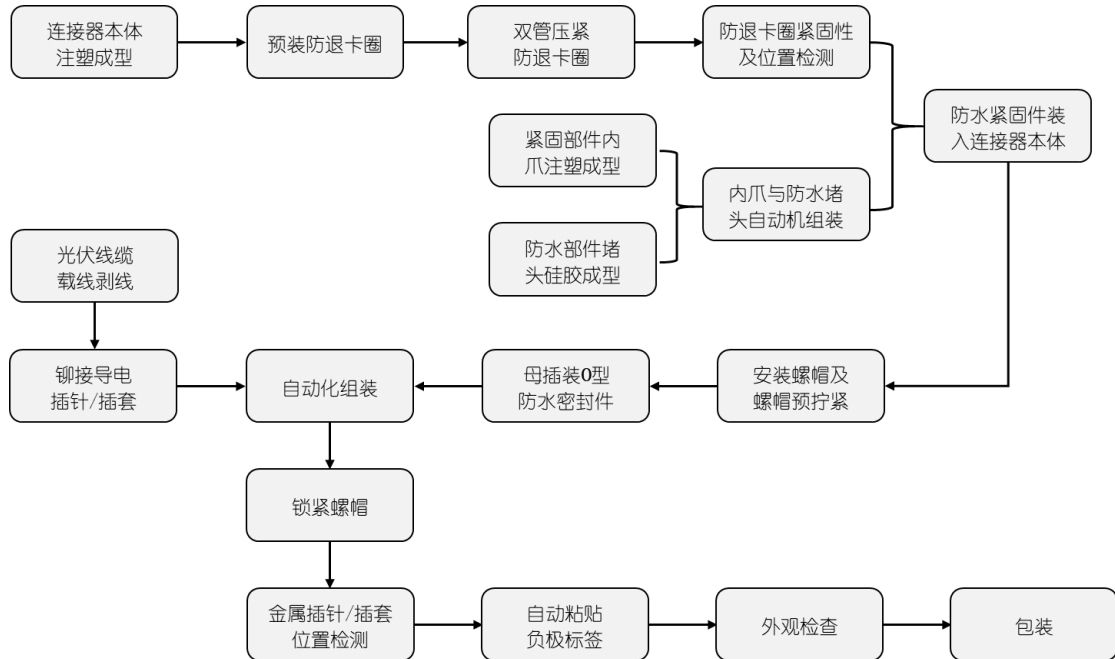 连接器本体
注塑成型
预装防退卡圈
双管压紧
防退卡圈
防退卡圈紧固性
及位置检测
防水紧固件装
入连接器本体
紧固部件内
爪注塑成型
内爪与防水堵
头自动机组装
防水部件堵
头硅胶成型
光伏线缆
载线剥线
铆接导电
插针/插套
自动化组装
母插装O型
防水密封件
安装螺帽及
螺帽预拧紧
锁紧螺帽
金属插针/插套
位置检测
自动粘贴
负极标签
外观检查
包装